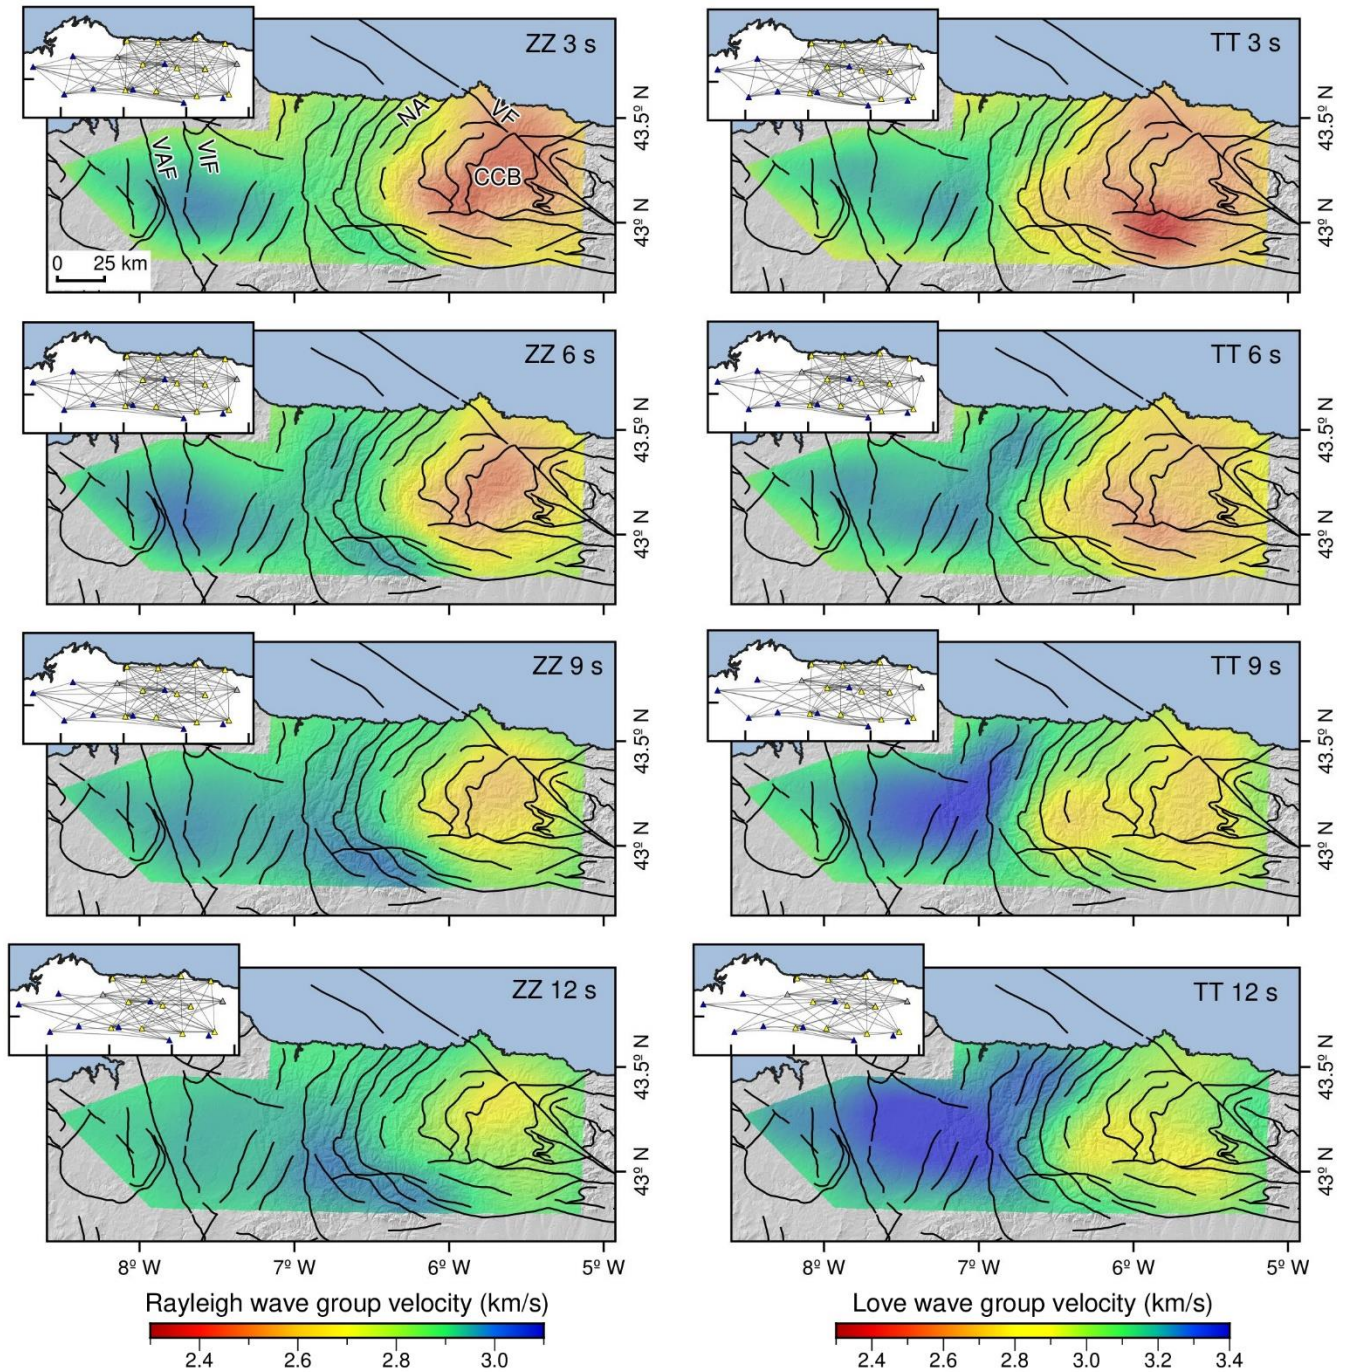 ZZ 3 s
TT 3 s
NA
VF
VAF
VIF
CCB
0 25 km
43.5º N
43º N
43.5º N
43º N
ZZ 6 s
TT 6 s
43.5º N
43º N
43.5º N
43º N
ZZ 9 s
TT 9 s
43.5º N
43º N
43.5º N
43º N
ZZ 12 s
TT 12 s
43.5º N
43º N
43.5º N
43º N
8º W 7º W 6º W 5º W
8º W 7º W 6º W 5º W
Rayleigh wave group velocity (km/s)
2.4 2.6 2.8 3.0
Love wave group velocity (km/s)
2.4 2.6 2.8 3.0 3.2 3.4